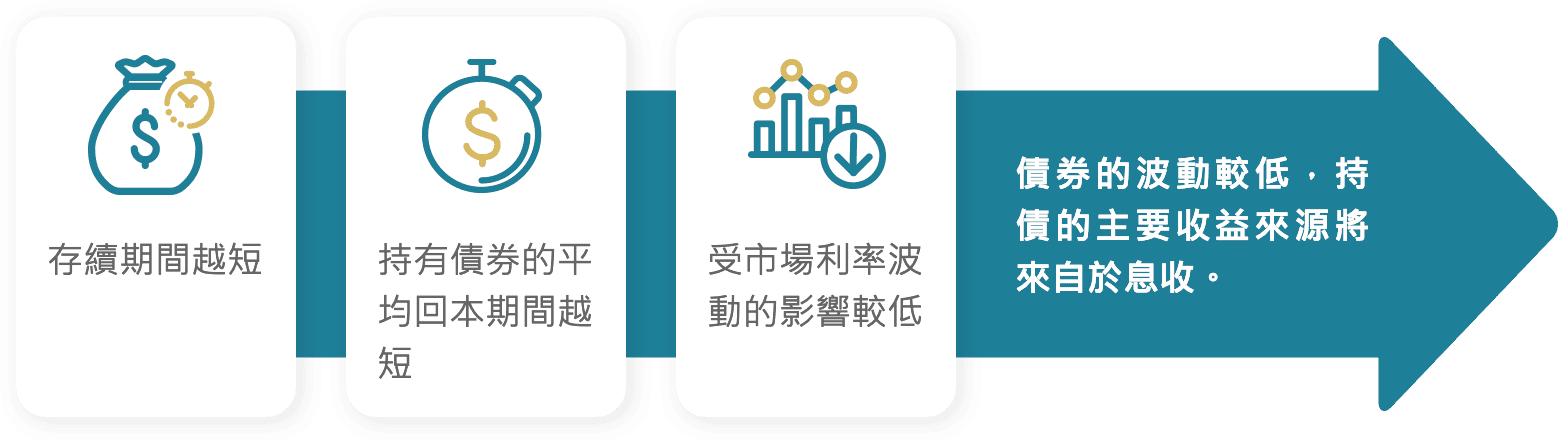 存續期間越短
持有債券的平
均回本期間越
短
受市場利率波
動的影響較低
債券的波動較低，持
債的主要收益來源將
來自於息收。